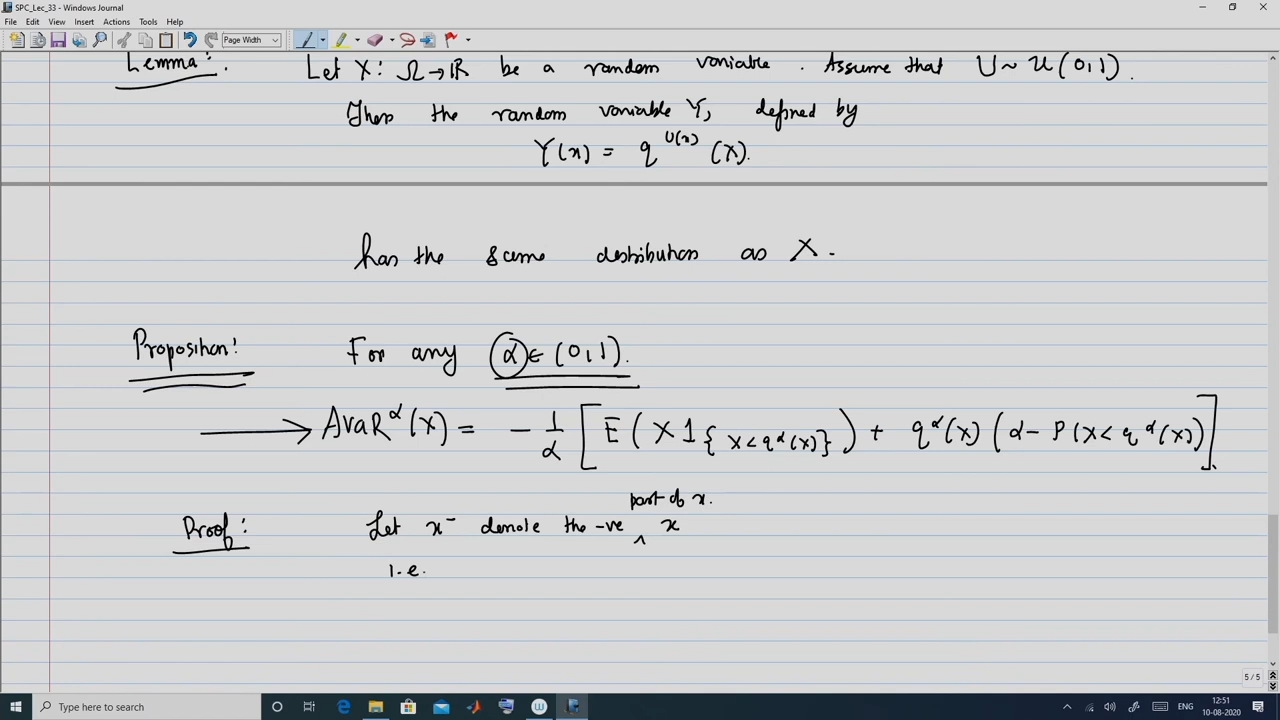 SPC_Lec_33 - Windows Journal
File Edit View Insert Actions Tools Help
Page Width
Lemma: Let X: Ω→ℝ be a random variable. Assume that U ~ U(0,1).
Then the random variable Y, defined by
Y(x) = q^{U(x)} (X).
has the same distribution as X.
Proposition: For any α ∈ (0,1).
→ AVaR^α(X) = - 1/α [ E ( X 1_{X < q^α(X)} ) + q^α(X) ( α - P(X < q^α(X)) ].
part of x.
Proof: Let x^- denote the -ve ^ x
i.e.
5/5
Type here to search
ENG
12:51
10-08-2020